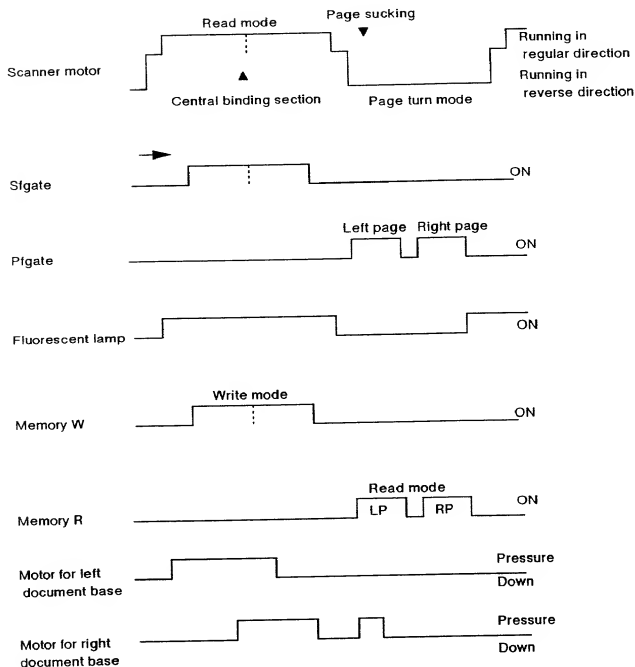 Page sucking
Read mode
Running in
regular direction
Scanner motor
Running in
reverse direction
Central binding section
Page turn mode
Sfgate
ON
Left page Right page
Pfgate
ON
Fluorescent lamp
ON
Write mode
Memory W
ON
Read mode
Memory R
LP
RP
ON
Motor for left
document base
Pressure
Down
Motor for right
document base
Pressure
Down